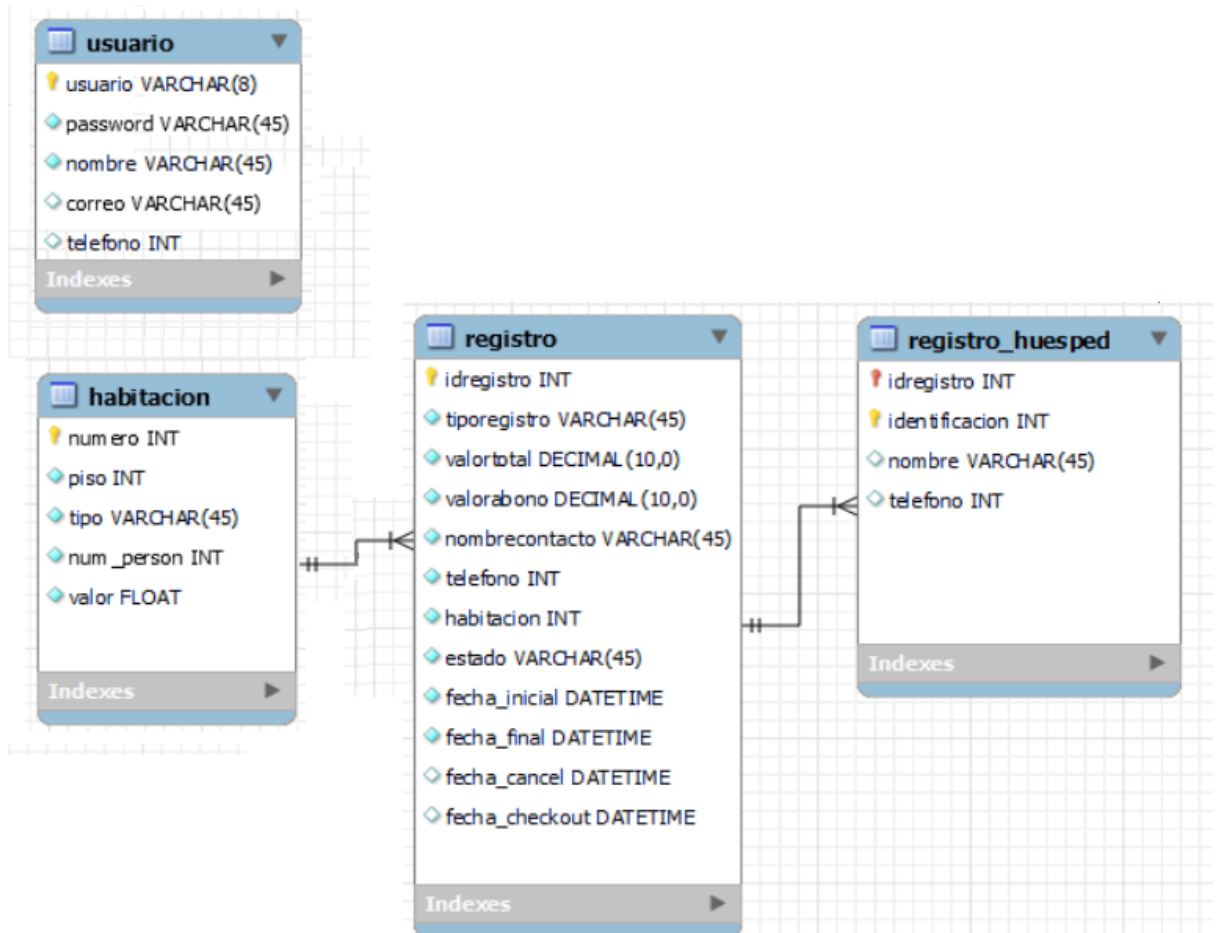 usuario
usuario VARCHAR(8)
password VARCHAR(45)
nombre VARCHAR(45)
correo VARCHAR(45)
telefono INT
Indexes
habitacion
numero INT
piso INT
tipo VARCHAR(45)
num_person INT
valor FLOAT
Indexes
registro
idregistro INT
tiporegistro VARCHAR(45)
valortotal DECIMAL(10,0)
valorabono DECIMAL(10,0)
nombrecontacto VARCHAR(45)
telefono INT
habitacion INT
estado VARCHAR(45)
fecha_inicial DATETIME
fecha_final DATETIME
fecha_cancel DATETIME
fecha_checkout DATETIME
Indexes
registro_huesped
idregistro INT
identificacion INT
nombre VARCHAR(45)
telefono INT
Indexes